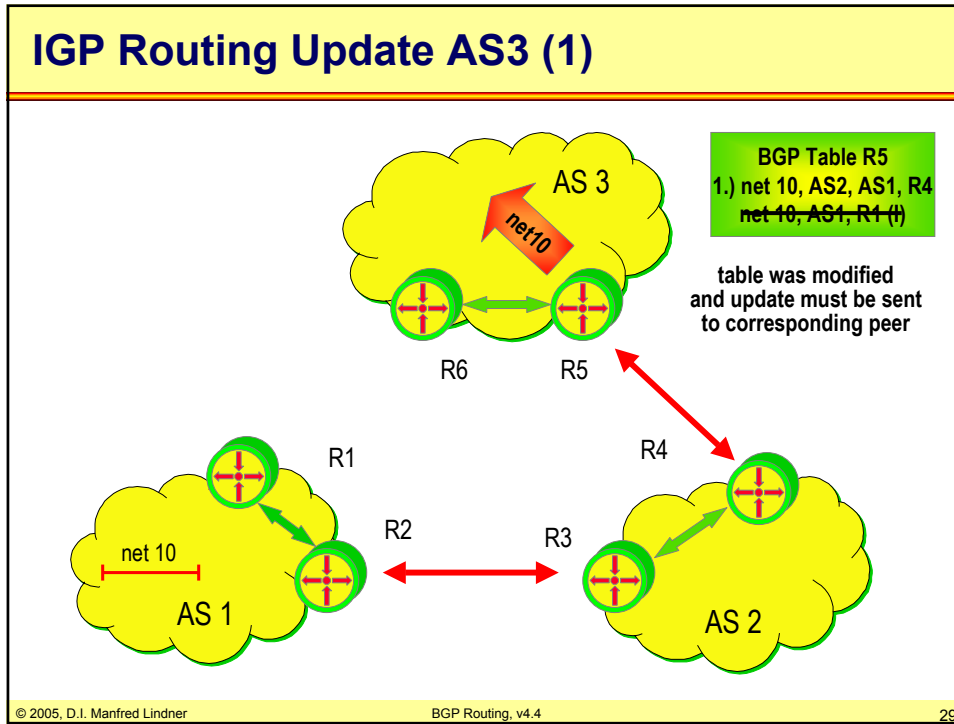 IGP Routing Update AS3 (1)
BGP Table R5
1.) net 10, AS2, AS1, R4
net 10, AS1, R1 (I)
AS 3
net10
table was modified
and update must be sent
to corresponding peer
R6
R5
R1
R4
R2
R3
net 10
AS 1
AS 2
© 2005, D.I. Manfred Lindner
BGP Routing, v4.4
29